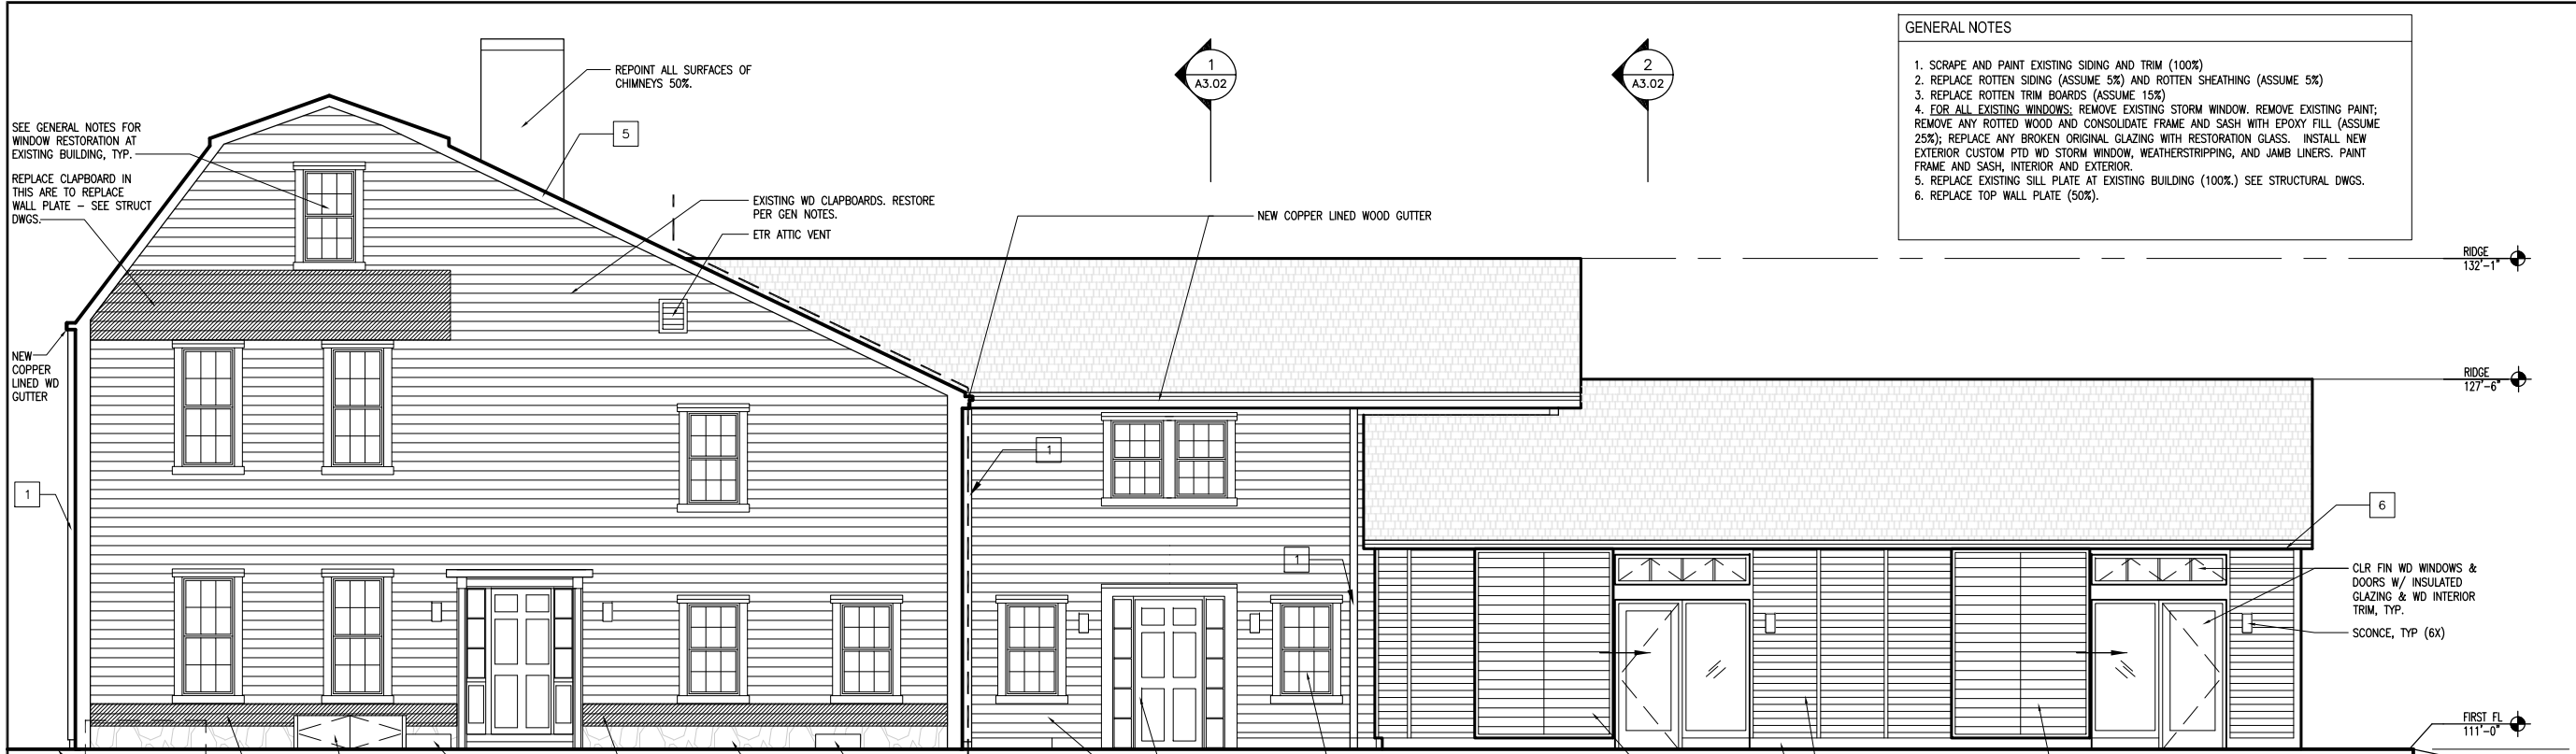 GENERAL NOTES
1. SCRAPE AND PAINT EXISTING SIDING AND TRIM (100%)
2. REPLACE ROTTEN SIDING (ASSUME 5%) AND ROTTEN SHEATHING (ASSUME 5%)
3. REPLACE ROTTEN TRIM BOARDS (ASSUME 15%)
4. FOR ALL EXISTING WINDOWS: REMOVE EXISTING STORM WINDOW. REMOVE EXISTING PAINT;
REMOVE ANY ROTTED WOOD AND CONSOLIDATE FRAME AND SASH WITH EPOXY FILL (ASSUME
25%); REPLACE ANY BROKEN ORIGINAL GLAZING WITH RESTORATION GLASS. INSTALL NEW
EXTERIOR CUSTOM PTD WD STORM WINDOW, WEATHERSTRIPPING, AND JAMB LINERS. PAINT
FRAME AND SASH, INTERIOR AND EXTERIOR.
5. REPLACE EXISTING SILL PLATE AT EXISTING BUILDING (100%.) SEE STRUCTURAL DWGS.
6. REPLACE TOP WALL PLATE (50%).
1
A3.02
2
A3.02
REPOINT ALL SURFACES OF
CHIMNEYS 50%.
5
SEE GENERAL NOTES FOR
WINDOW RESTORATION AT
EXISTING BUILDING, TYP.
REPLACE CLAPBOARD IN
THIS ARE TO REPLACE
WALL PLATE - SEE STRUCT
DWGS.
EXISTING WD CLAPBOARDS. RESTORE
PER GEN NOTES.
ETR ATTIC VENT
NEW COPPER LINED WOOD GUTTER
RIDGE
132'-1"
NEW
COPPER
LINED WD
GUTTER
RIDGE
127'-6"
1
1
1
6
CLR FIN WD WINDOWS &
DOORS W/ INSULATED
GLAZING & WD INTERIOR
TRIM, TYP.
SCONCE, TYP (6X)
FIRST FL
111'-0"